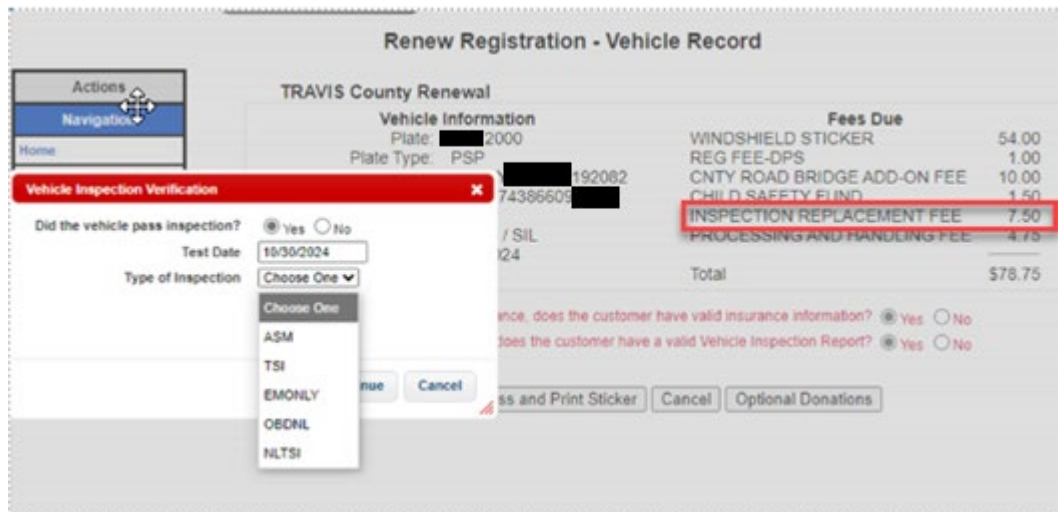 Renew Registration - Vehicle Record
Actions
Navigation
Home
TRAVIS County Renewal
Vehicle Information
Plate: 2000
Plate Type: PSP
192082
74386609
/ SIL
24
Fees Due
WINDSHIELD STICKER 54.00
REG FEE-DPS 1.00
CNTY ROAD BRIDGE ADD-ON FEE 10.00
CHILD SAFETY FUND 1.50
INSPECTION REPLACEMENT FEE 7.50
PROCESSING AND HANDLING FEE 4.75
Total $78.75
Vehicle Inspection Verification
Did the vehicle pass inspection? Yes No
Test Date 10/30/2024
Type of Inspection Choose One
Choose One
ASM
TSI
EMONLY
OBDNL
NLTSI
nue Cancel
nce, does the customer have valid insurance information? Yes No
does the customer have a valid Vehicle Inspection Report? Yes No
ss and Print Sticker Cancel Optional Donations